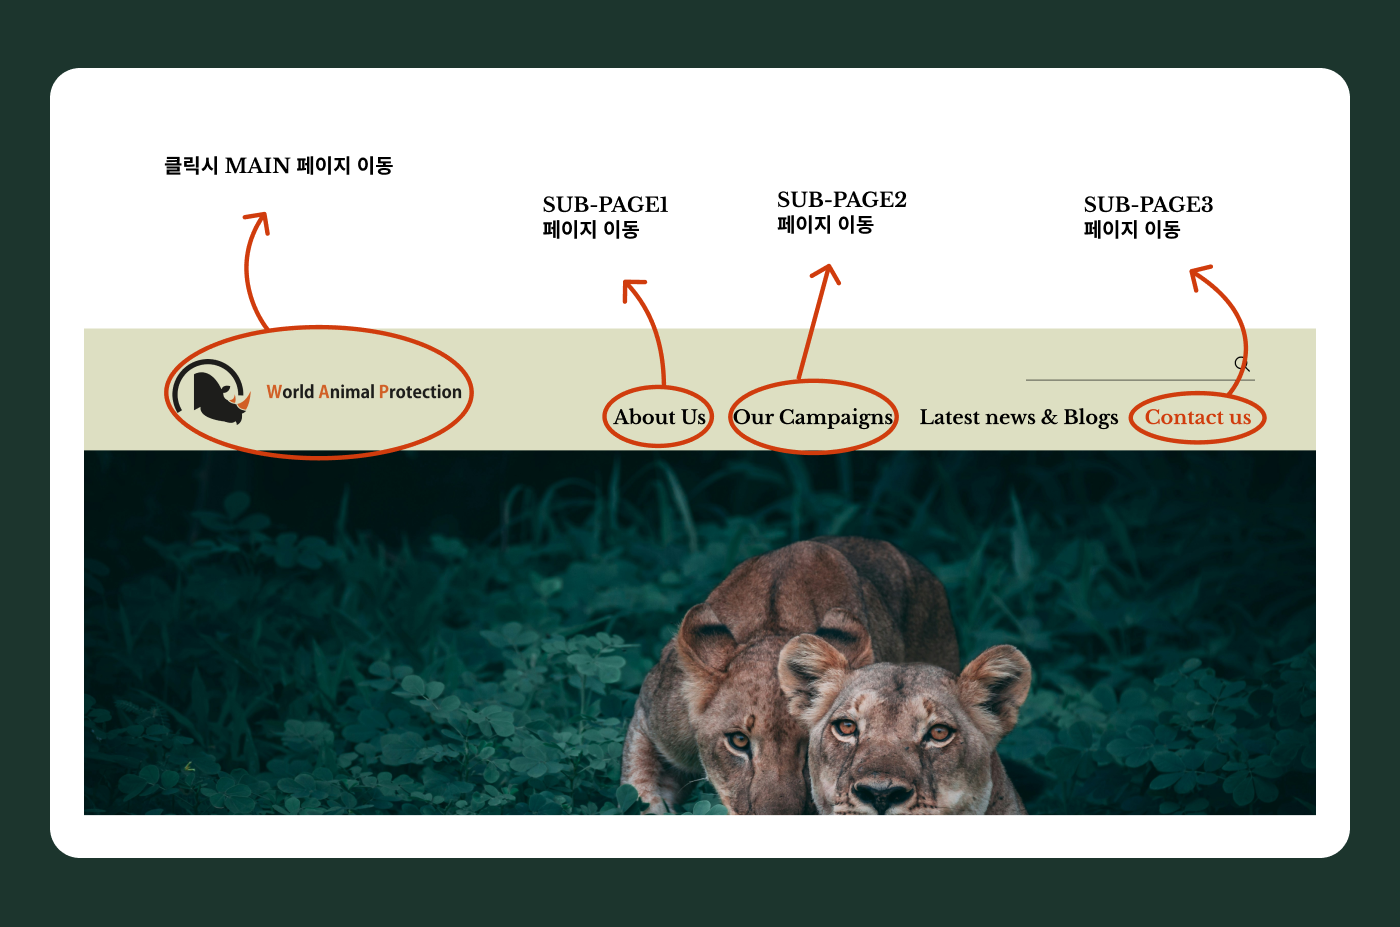 클릭시 MAIN 페이지 이동
SUB-PAGE1
페이지 이동
SUB-PAGE2
페이지 이동
SUB-PAGE3
페이지 이동
World Animal Protection
About Us
Our Campaigns
Latest news & Blogs
Contact us